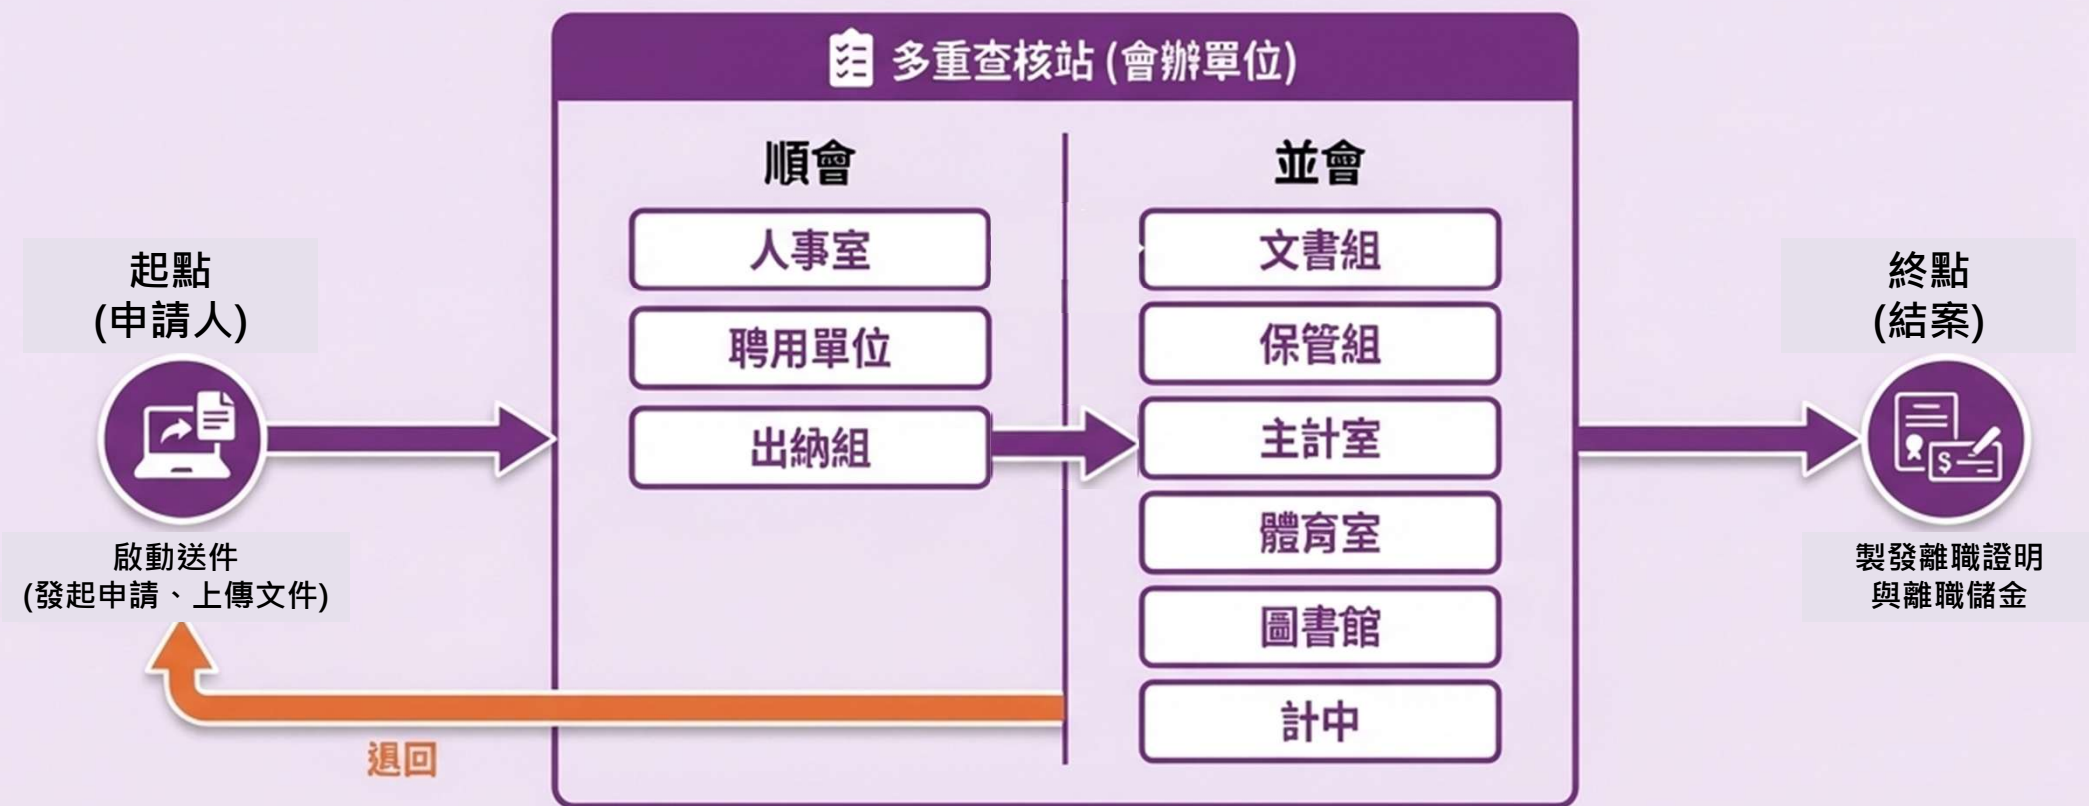 多重查核站 (會辦單位)
順會
人事室
聘用單位
出納組
並會
文書組
保管組
主計室
體育室
圖書館
計中
起點
(申請人)
啟動送件
(發起申請、上傳文件)
退回
終點
(結案)
$
製發離職證明
與離職儲金